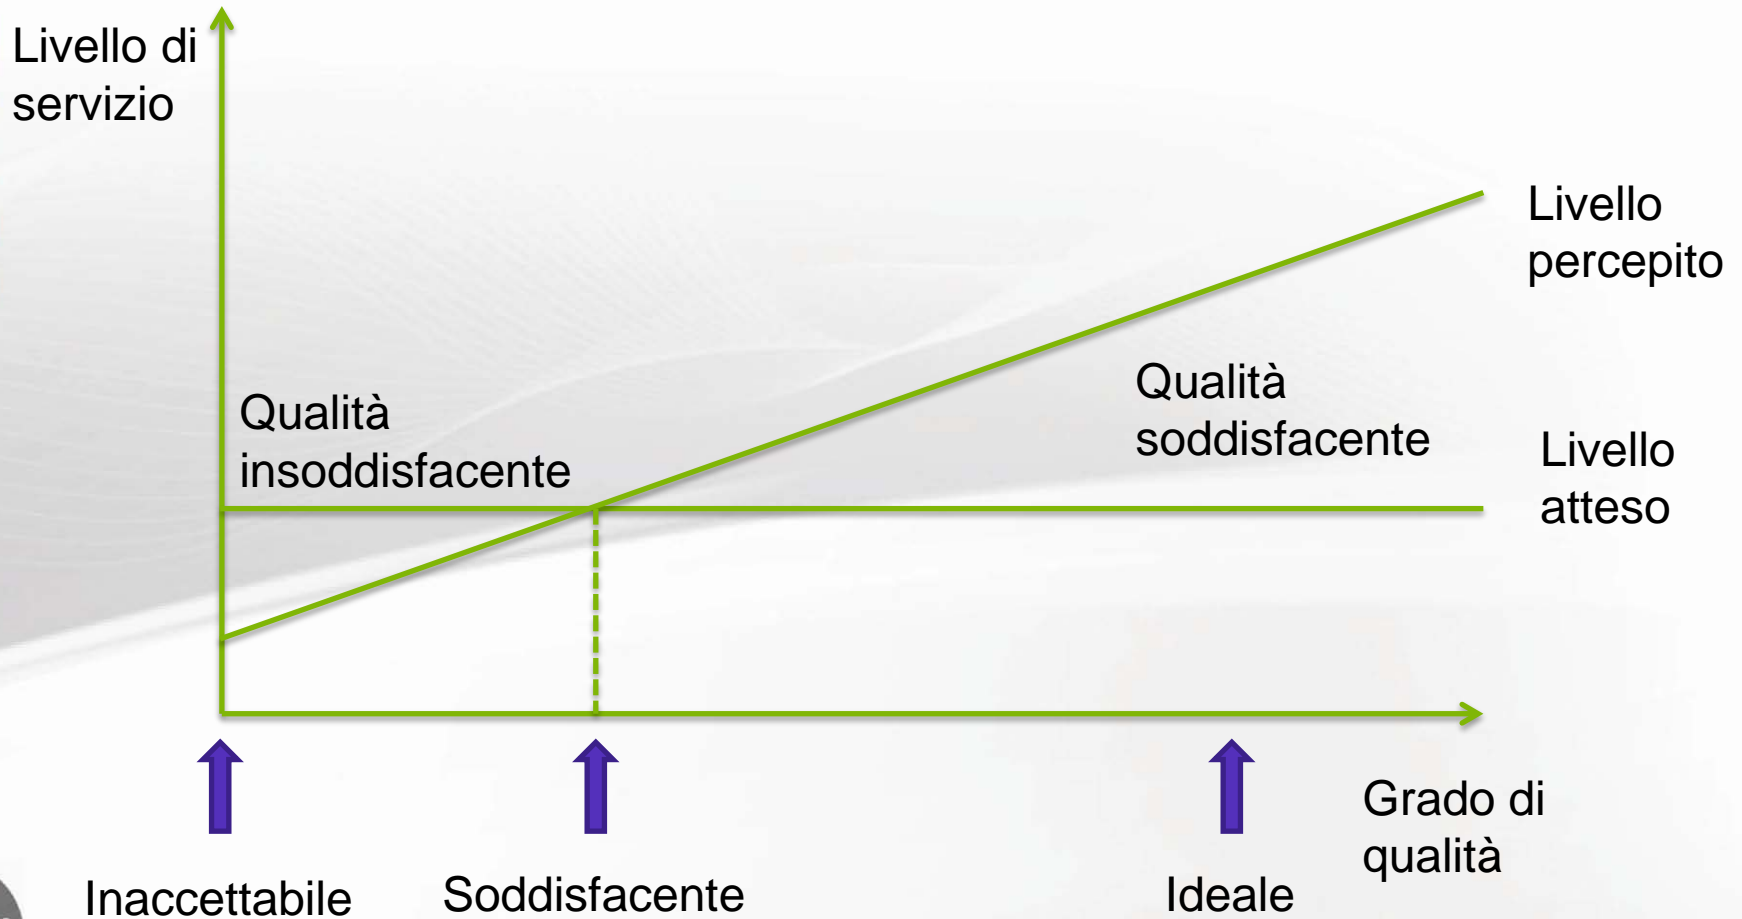 Livello di
servizio
Livello
percepito
Qualità
insoddisfacente
Qualità
soddisfacente
Livello
atteso
Grado di
qualità
Inaccettabile
Soddisfacente
Ideale